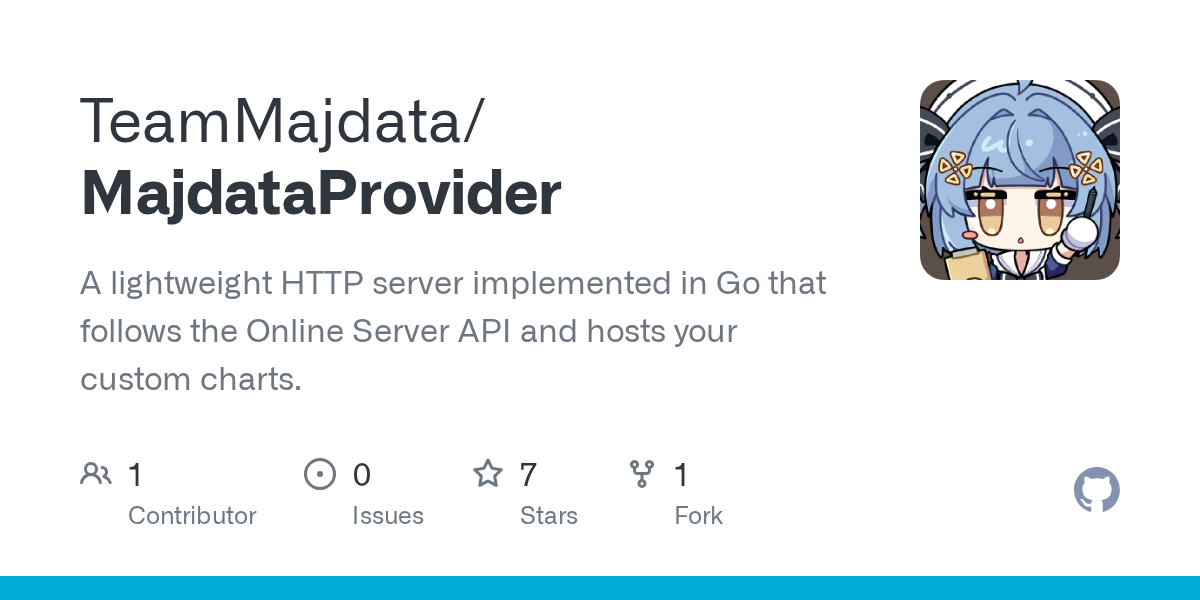 TeamMajdata/
MajdataProvider
A lightweight HTTP server implemented in Go that
follows the Online Server API and hosts your
custom charts.
1
Contributor
0
Issues
7
Stars
1
Fork